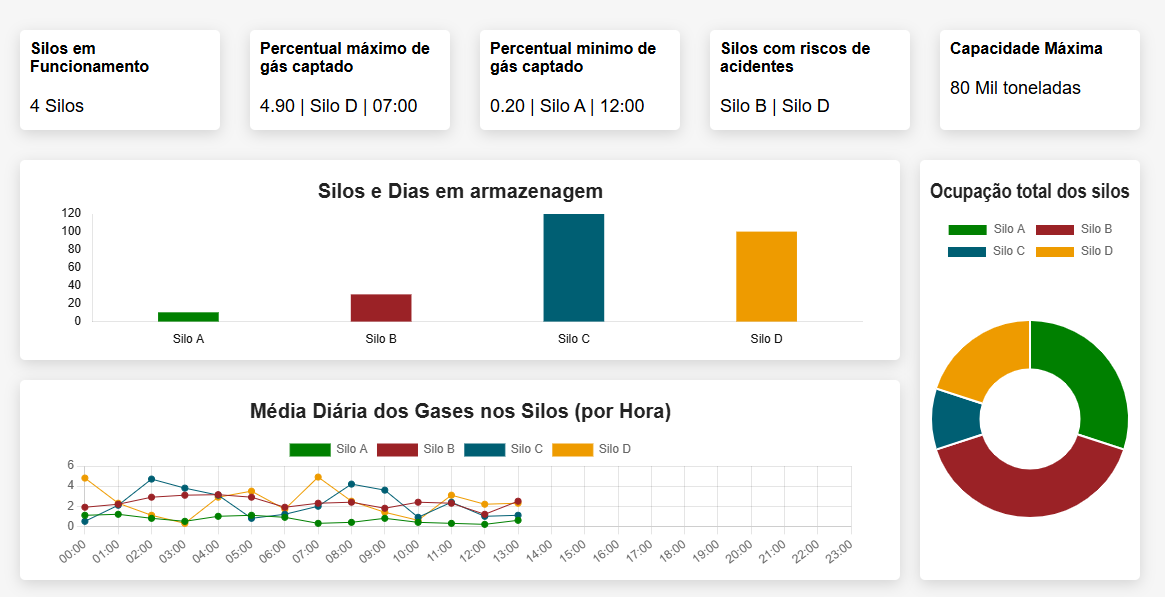 Silos em
Funcionamento
4 Silos
Percentual máximo de
gás captado
4.90 | Silo D | 07:00
Percentual minimo de
gás captado
0.20 | Silo A | 12:00
Silos com riscos de
acidentes
Silo B | Silo D
Capacidade Máxima
80 Mil toneladas
Silos e Dias em armazenagem
120
100
80
60
40
20
0
Silo A
Silo B
Silo C
Silo D
Ocupação total dos silos
Silo A
Silo B
Silo C
Silo D
Média Diária dos Gases nos Silos (por Hora)
Silo A
Silo B
Silo C
Silo D
6
4
2
0
00:00
01:00
02:00
03:00
04:00
05:00
06:00
07:00
08:00
09:00
10:00
11:00
12:00
13:00
14:00
15:00
16:00
17:00
18:00
19:00
20:00
21:00
22:00
23:00